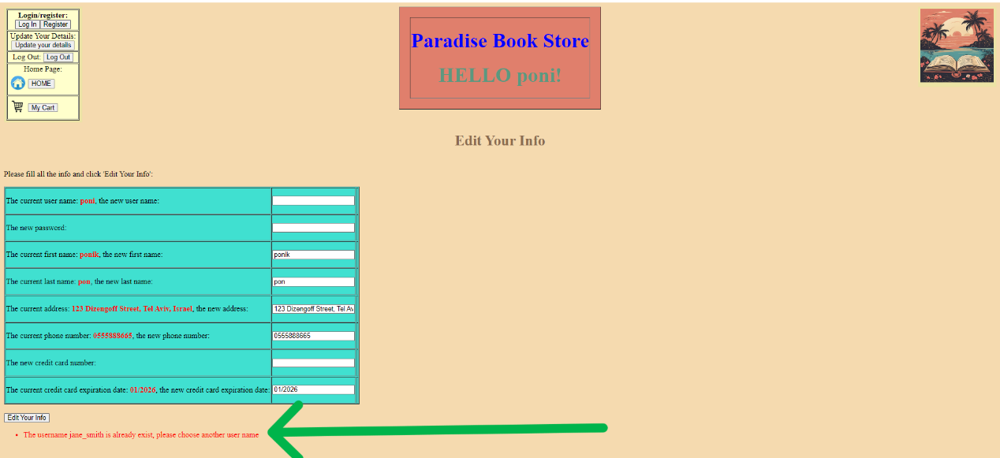 Login/register:
Log In Register
Update Your Details:
Update your details
Log Out: Log Out
Home Page:
HOME
My Cart
Paradise Book Store
HELLO poni!
Edit Your Info
Please fill all the info and click 'Edit Your Info':
The current user name: poni, the new user name:
The new password:
The current first name: ponik, the new first name: ponik
The current last name: pon, the new last name: pon
The current address: 123 Dizengoff Street, Tel Aviv, Israel, the new address: 123 Dizengoff Street, Tel Av
The current phone number: 0555888665, the new phone number: 0555888665
The new credit card number:
The current credit card expiration date: 01/2026, the new credit card expiration date: 01/2026
Edit Your Info
• The username jane_smith is already exist, please choose another user name